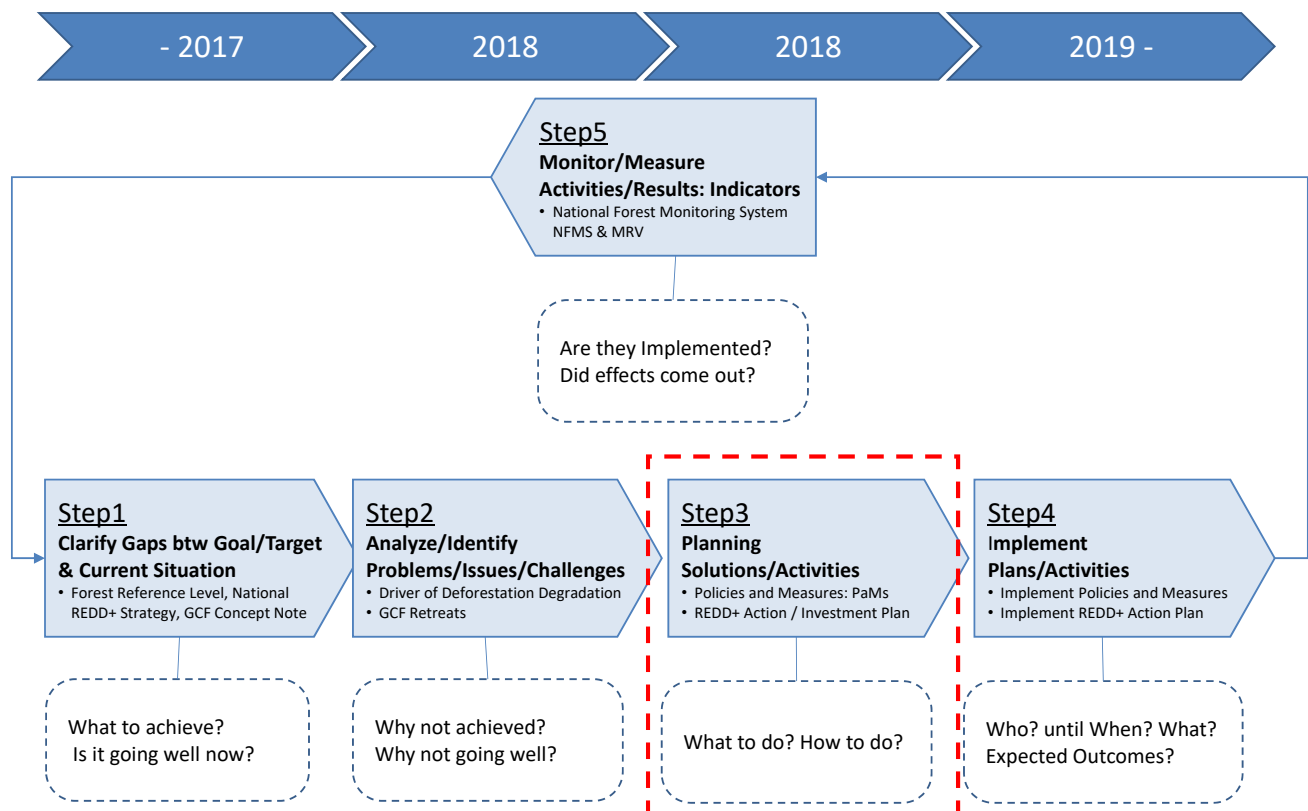 - 2017
2018
2018
2019 -
Step5
Monitor/Measure
Activities/Results: Indicators
• National Forest Monitoring System
NFMS & MRV
Are they Implemented?
Did effects come out?
Step1
Clarify Gaps btw Goal/Target
& Current Situation
• Forest Reference Level, National
REDD+ Strategy, GCF Concept Note
Step2
Analyze/Identify
Problems/Issues/Challenges
• Driver of Deforestation Degradation
• GCF Retreats
Step3
Planning
Solutions/Activities
• Policies and Measures: PaMs
• REDD+ Action / Investment Plan
Step4
Implement
Plans/Activities
• Implement Policies and Measures
• Implement REDD+ Action Plan
What to achieve?
Is it going well now?
Why not achieved?
Why not going well?
What to do? How to do?
Who? until When? What?
Expected Outcomes?